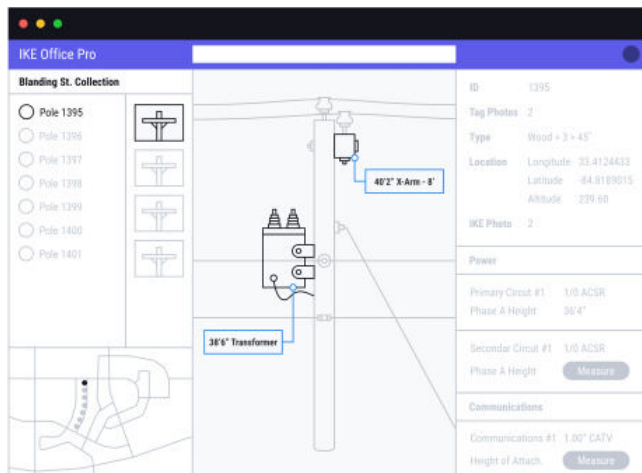 IKE Office Pro
Blanding St. Collection
Pole 1395
Pole 1396
Pole 1397
Pole 1398
Pole 1399
Pole 1400
Pole 1401
40'2" X-Arm - 8'
38'6" Transformer
ID 1395
Tag Photos 2
Type Wood - 3 - 45"
Location Longitude 33.4124433
Latitude -84.8189015
Altitude 239.60
IKE Photo 2
Power
Primary Circut #1 1/0 ACSR
Phase A Height 36'4"
Secondar Circut #1 1/0 ACSR
Phase A Height Measure
Communications
Communications #1 1.00" CATV
Height of Attach. Measure